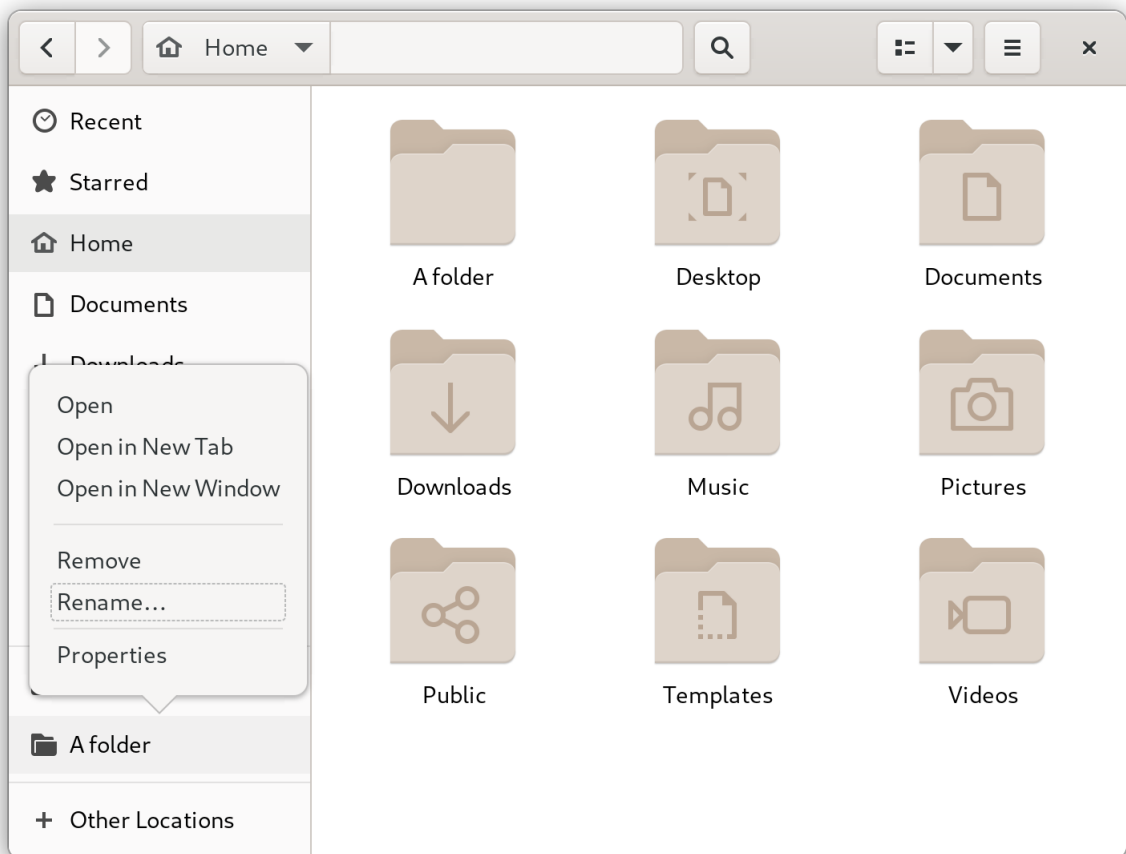 Home
Recent
Starred
Home
Documents
Downloads
Open
Open in New Tab
Open in New Window
Remove
Rename...
Properties
A folder
Other Locations
A folder
Desktop
Documents
Downloads
Music
Pictures
Public
Templates
Videos